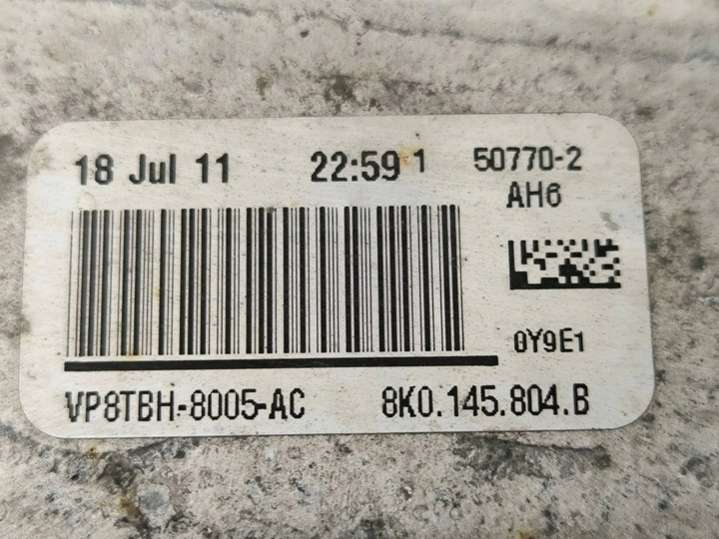 18 Jul 11 22:59 1 50770-2
AH6
0Y9E1
VP8TBH-8005-AC 8K0.145.804.B